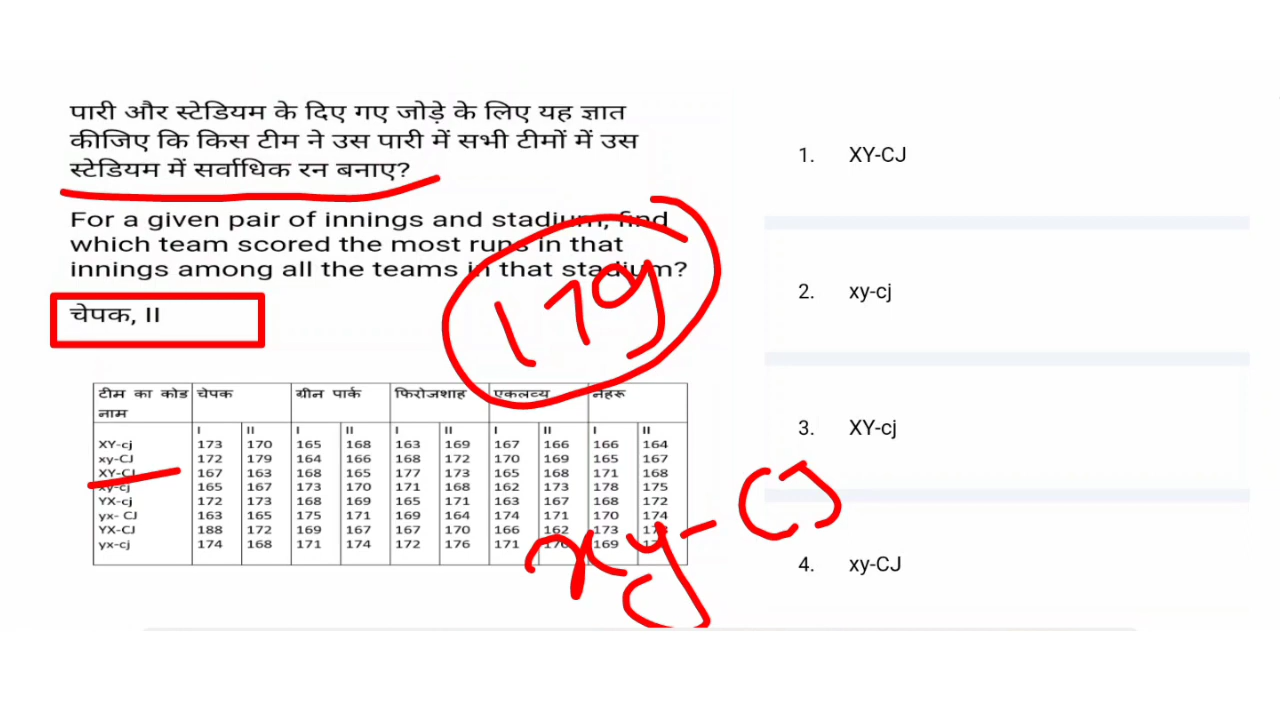 पारी और स्टेडियम के दिए गए जोड़े के लिए यह ज्ञात
कीजिए कि किस टीम ने उस पारी में सभी टीमों में उस
स्टेडियम में सर्वाधिक रन बनाए?
For a given pair of innings and stadium, find
which team scored the most runs in that
innings among all the teams in that stadium?
179
चेपक, II
टीम का कोड नाम चेपक ग्रीन पार्क फिरोजशाह एकलव्य नेहरू
I II I II I II I II I II
XY-cj 173 170 165 168 163 169 167 166 166 164
xy-CJ 172 179 164 166 168 172 170 169 165 167
XY-CJ 167 163 168 165 177 173 165 168 171 168
xy-cj 165 167 173 170 171 168 162 173 178 175
YX-cj 172 173 168 169 165 171 163 167 168 172
yx- CJ 163 165 175 171 169 164 174 171 170 174
YX-CJ 188 172 169 167 167 170 166 162 173
yx-cj 174 168 171 174 172 176 171 169
xy-CJ
1. XY-CJ
2. xy-cj
3. XY-cj
4. xy-CJ